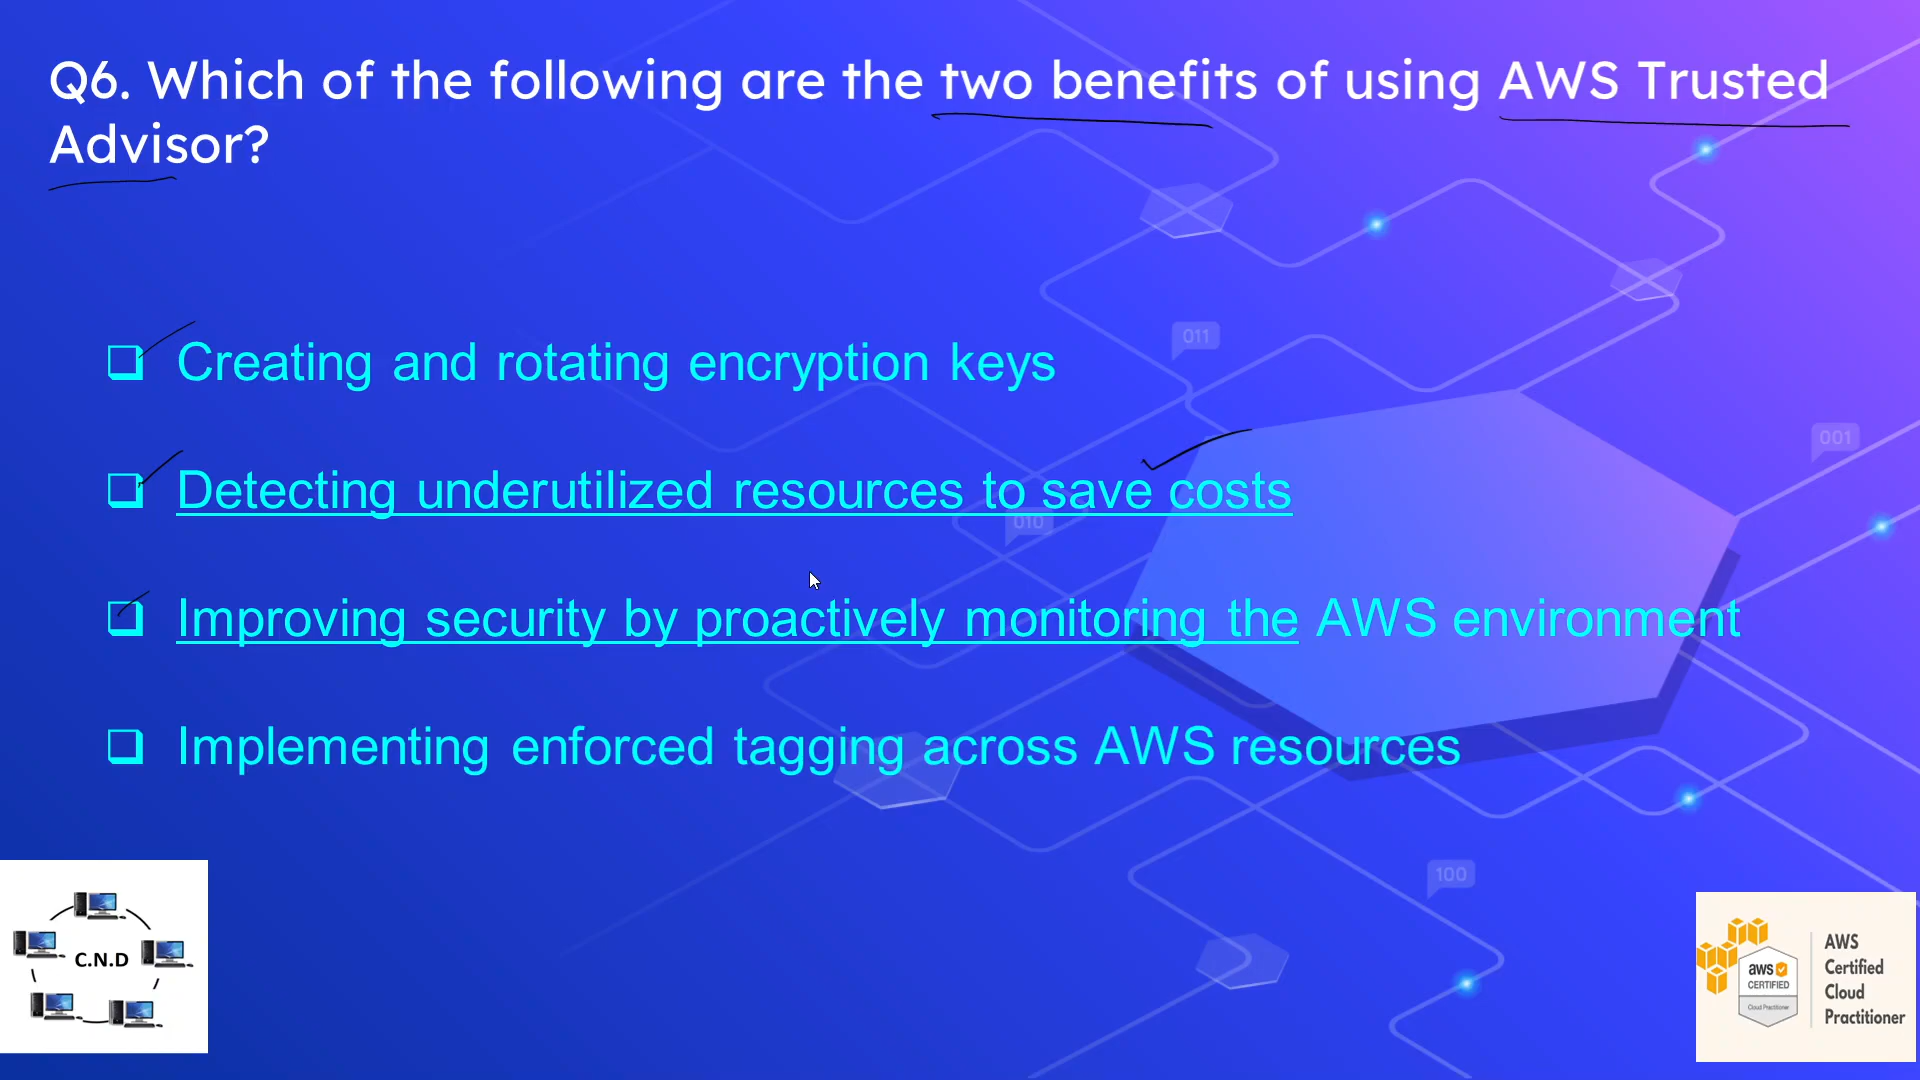 Q6. Which of the following are the two benefits of using AWS Trusted
Advisor?
Creating and rotating encryption keys
Detecting underutilized resources to save costs
Improving security by proactively monitoring the AWS environment
Implementing enforced tagging across AWS resources
011
001
010
100
C.N.D
aws
CERTIFIED
Cloud Practitioner
AWS
Certified
Cloud
Practitioner